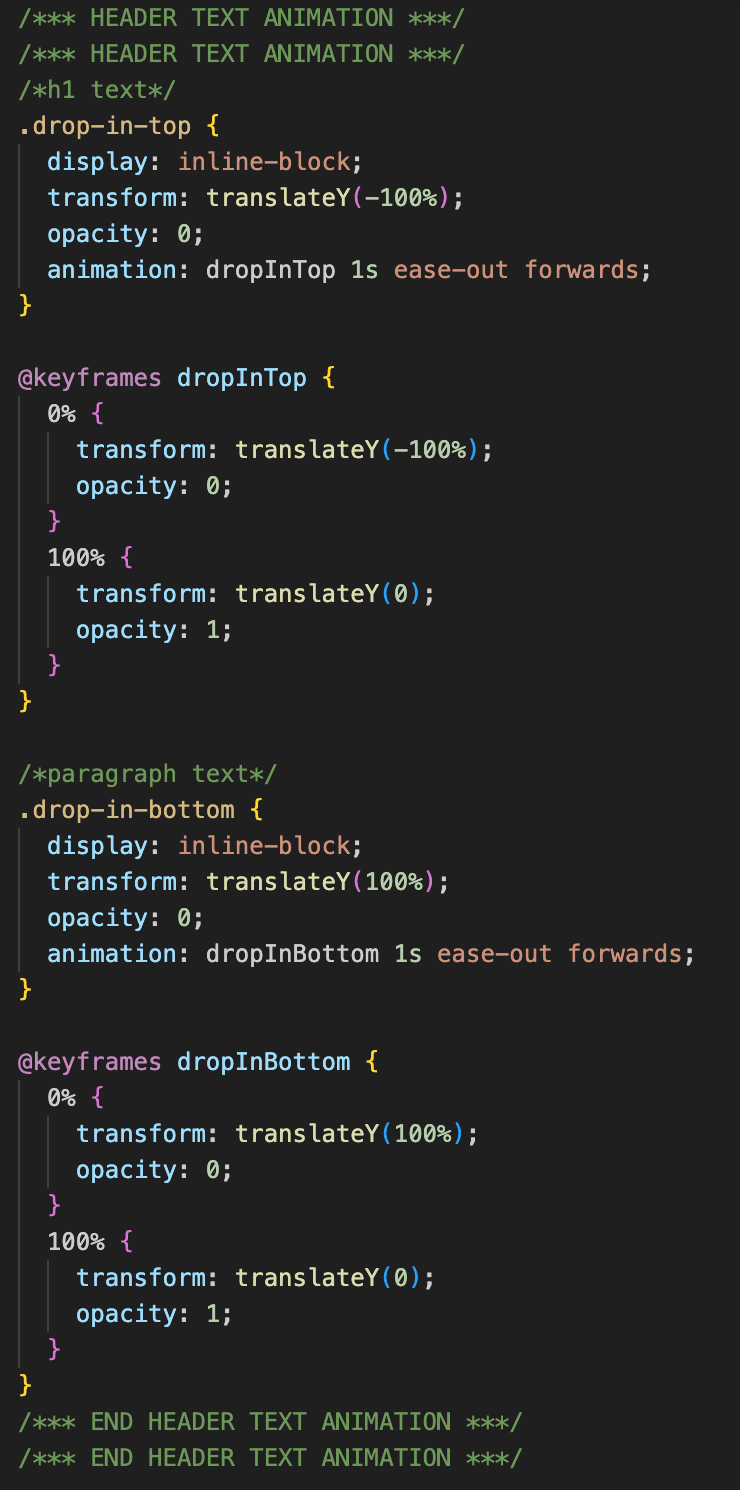 /*** HEADER TEXT ANIMATION ***/
/*** HEADER TEXT ANIMATION ***/
/*h1 text*/
.drop-in-top {
  display: inline-block;
  transform: translateY(-100%);
  opacity: 0;
  animation: dropInTop 1s ease-out forwards;
}

@keyframes dropInTop {
  0% {
    transform: translateY(-100%);
    opacity: 0;
  }
  100% {
    transform: translateY(0);
    opacity: 1;
  }
}

/*paragraph text*/
.drop-in-bottom {
  display: inline-block;
  transform: translateY(100%);
  opacity: 0;
  animation: dropInBottom 1s ease-out forwards;
}

@keyframes dropInBottom {
  0% {
    transform: translateY(100%);
    opacity: 0;
  }
  100% {
    transform: translateY(0);
    opacity: 1;
  }
}
/*** END HEADER TEXT ANIMATION ***/
/*** END HEADER TEXT ANIMATION ***/